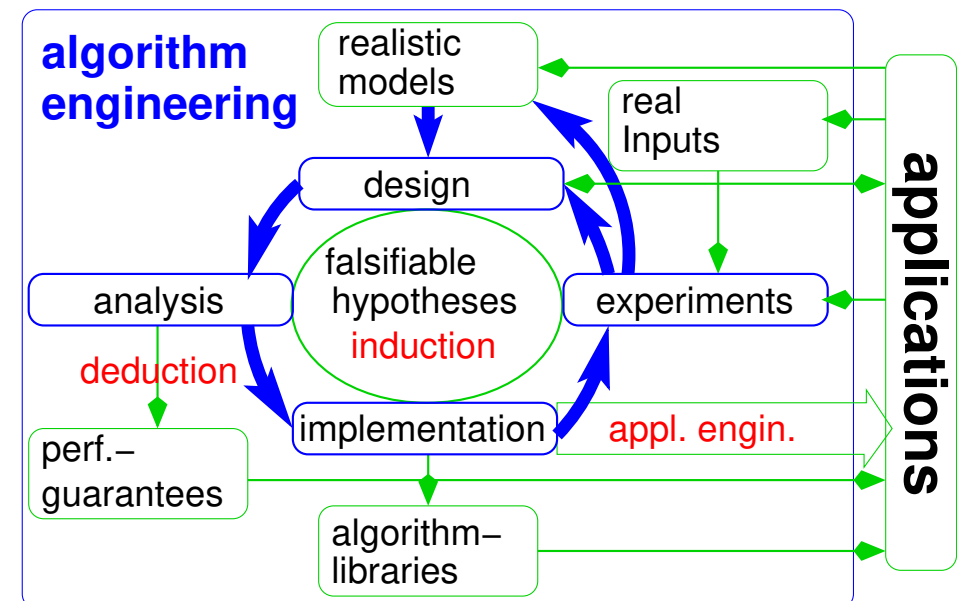 algorithm
engineering
realistic
models
real
Inputs
design
falsifiable
hypotheses
induction
analysis
experiments
deduction
implementation
appl. engin.
perf.−
guarantees
algorithm−
libraries
applications